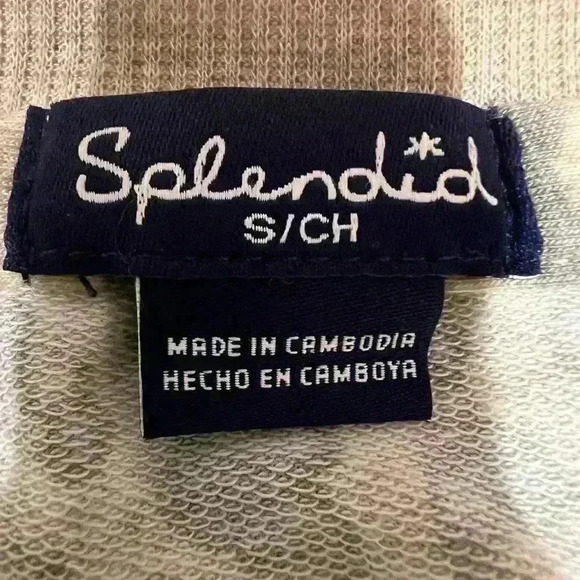 Splendid
S/CH
MADE IN CAMBODIA
HECHO EN CAMBOYA